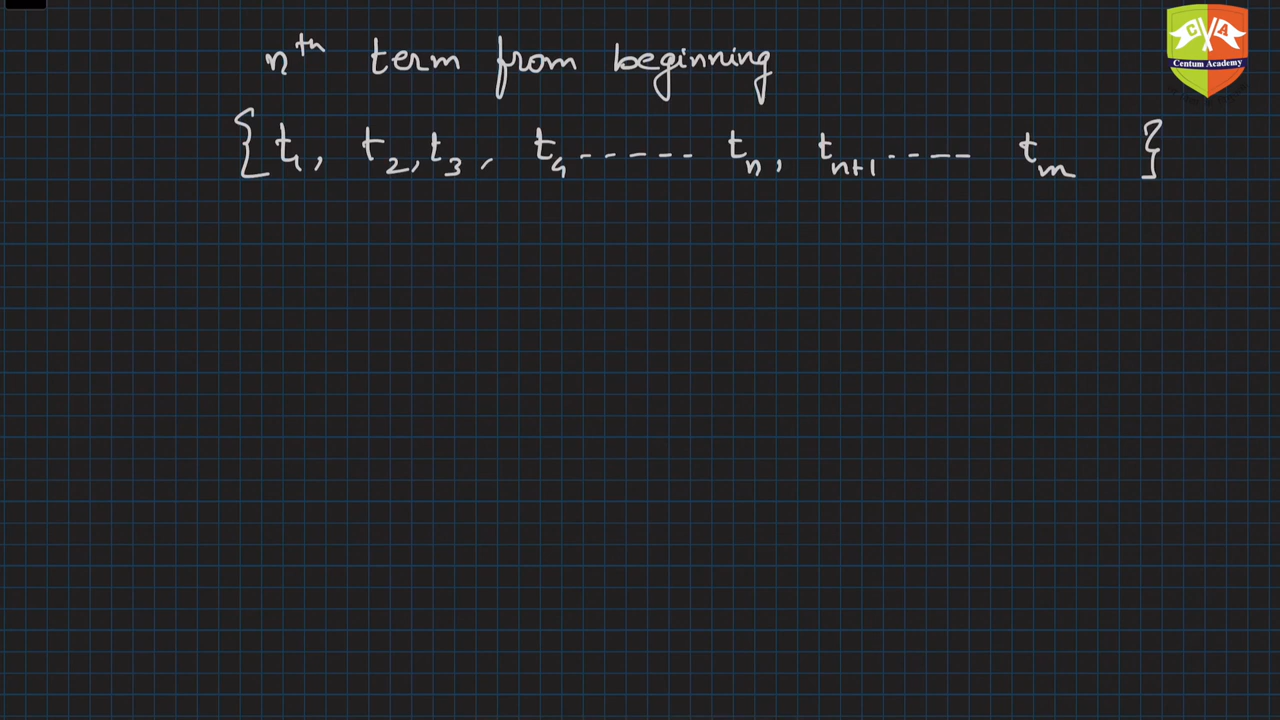 nth term from beginning
{ t1, t2, t3, t4 ------ tn, tn+1 ---- tm }
C A
Centum Academy